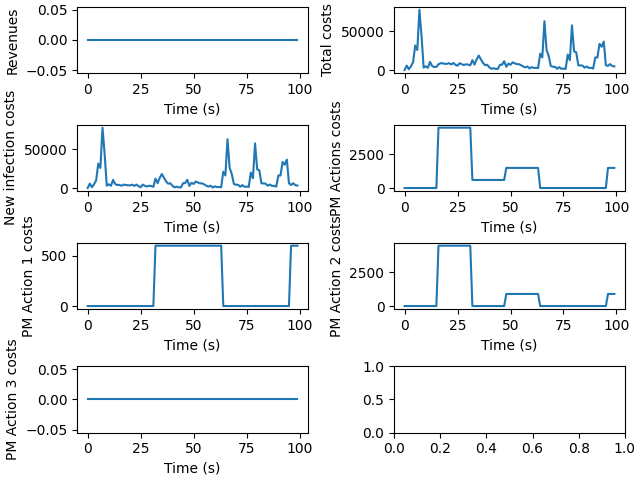 Revenues
0.05
0.00
−0.05
0 25 50 75 100
Time (s)
Total costs
50000
0
0 25 50 75 100
Time (s)
New infection costs
50000
0
0 25 50 75 100
Time (s)
PM Actions costs
2500
0
0 25 50 75 100
Time (s)
PM Action 1 costs
500
0
0 25 50 75 100
Time (s)
PM Action 2 costs
2500
0
0 25 50 75 100
Time (s)
PM Action 3 costs
0.05
0.00
−0.05
0 25 50 75 100
Time (s)
1.0
0.5
0.0
0.0 0.2 0.4 0.6 0.8 1.0